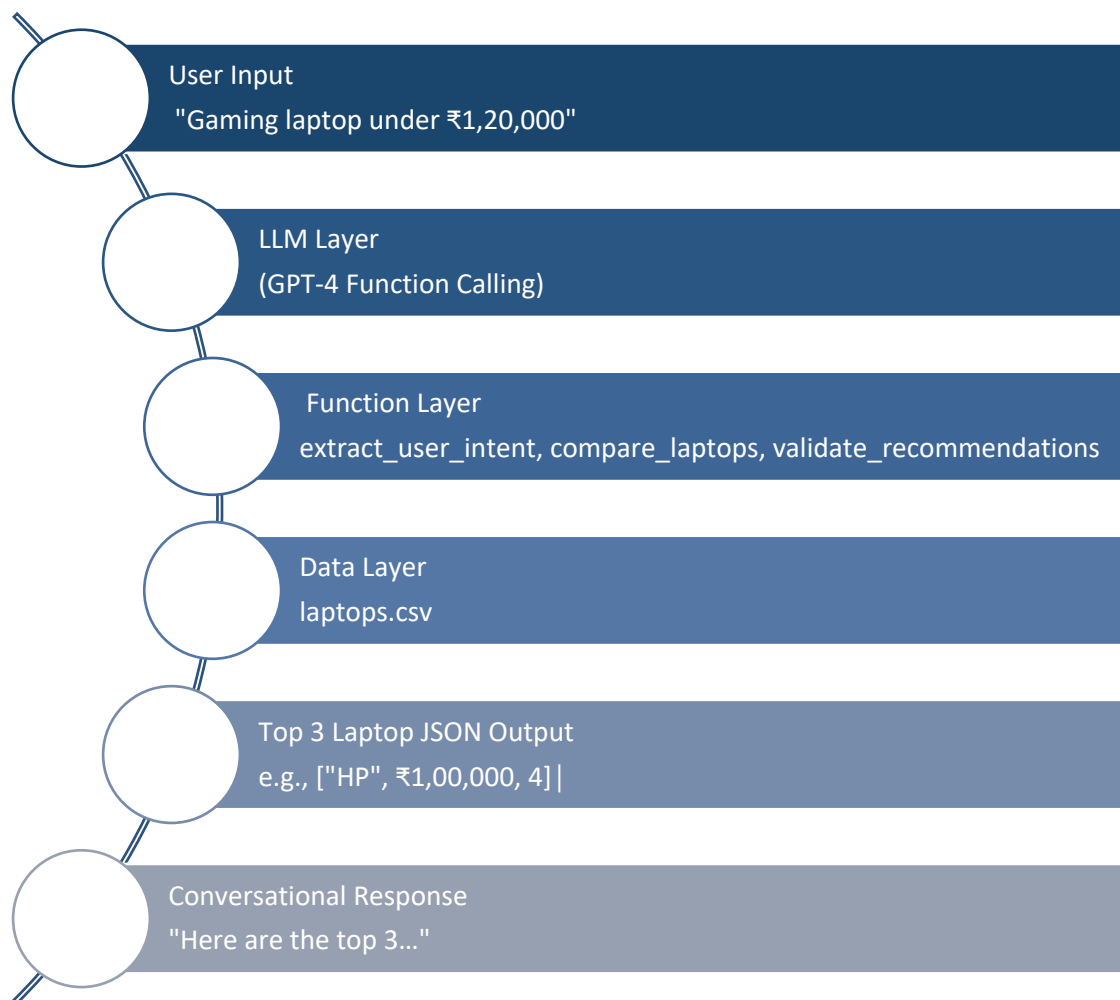 User Input
"Gaming laptop under ₹1,20,000"
LLM Layer
(GPT-4 Function Calling)
Function Layer
extract_user_intent, compare_laptops, validate_recommendations
Data Layer
laptops.csv
Top 3 Laptop JSON Output
e.g., ["HP", ₹1,00,000, 4]|
Conversational Response
"Here are the top 3…"